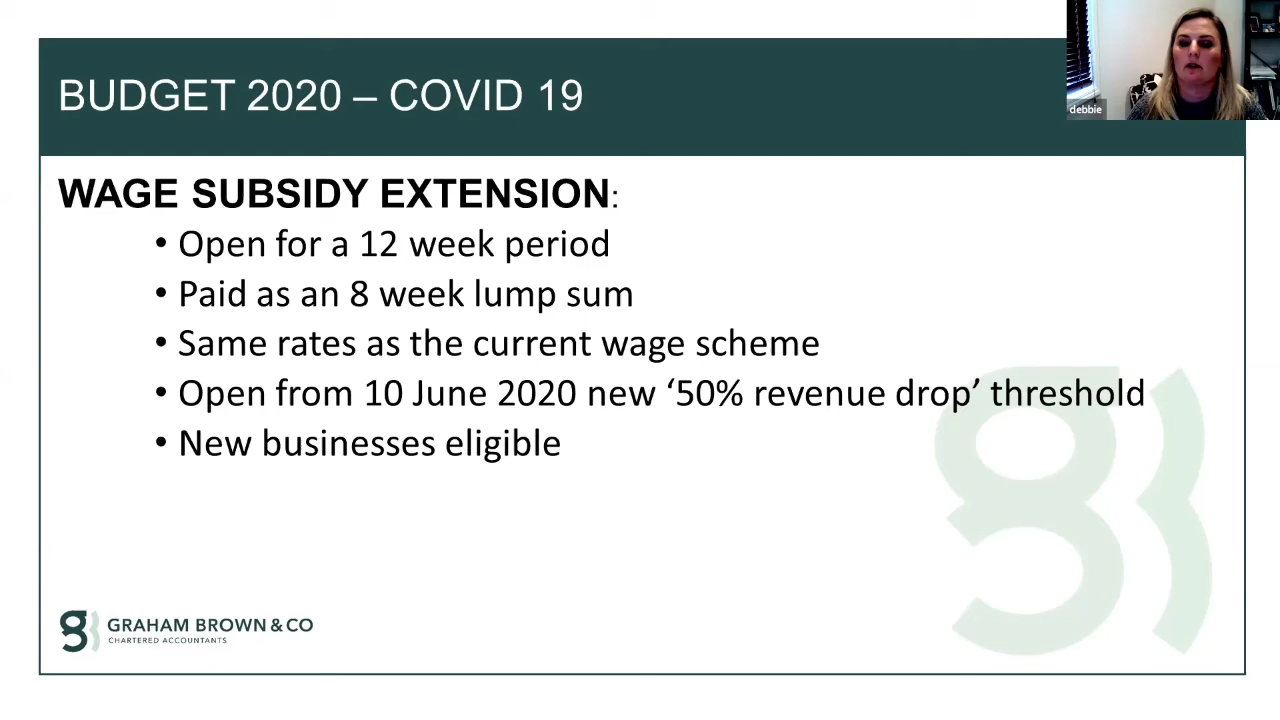 BUDGET 2020 – COVID 19
debbie
WAGE SUBSIDY EXTENSION:
• Open for a 12 week period
• Paid as an 8 week lump sum
• Same rates as the current wage scheme
• Open from 10 June 2020 new ‘50% revenue drop’ threshold
• New businesses eligible
GRAHAM BROWN & CO
CHARTERED ACCOUNTANTS